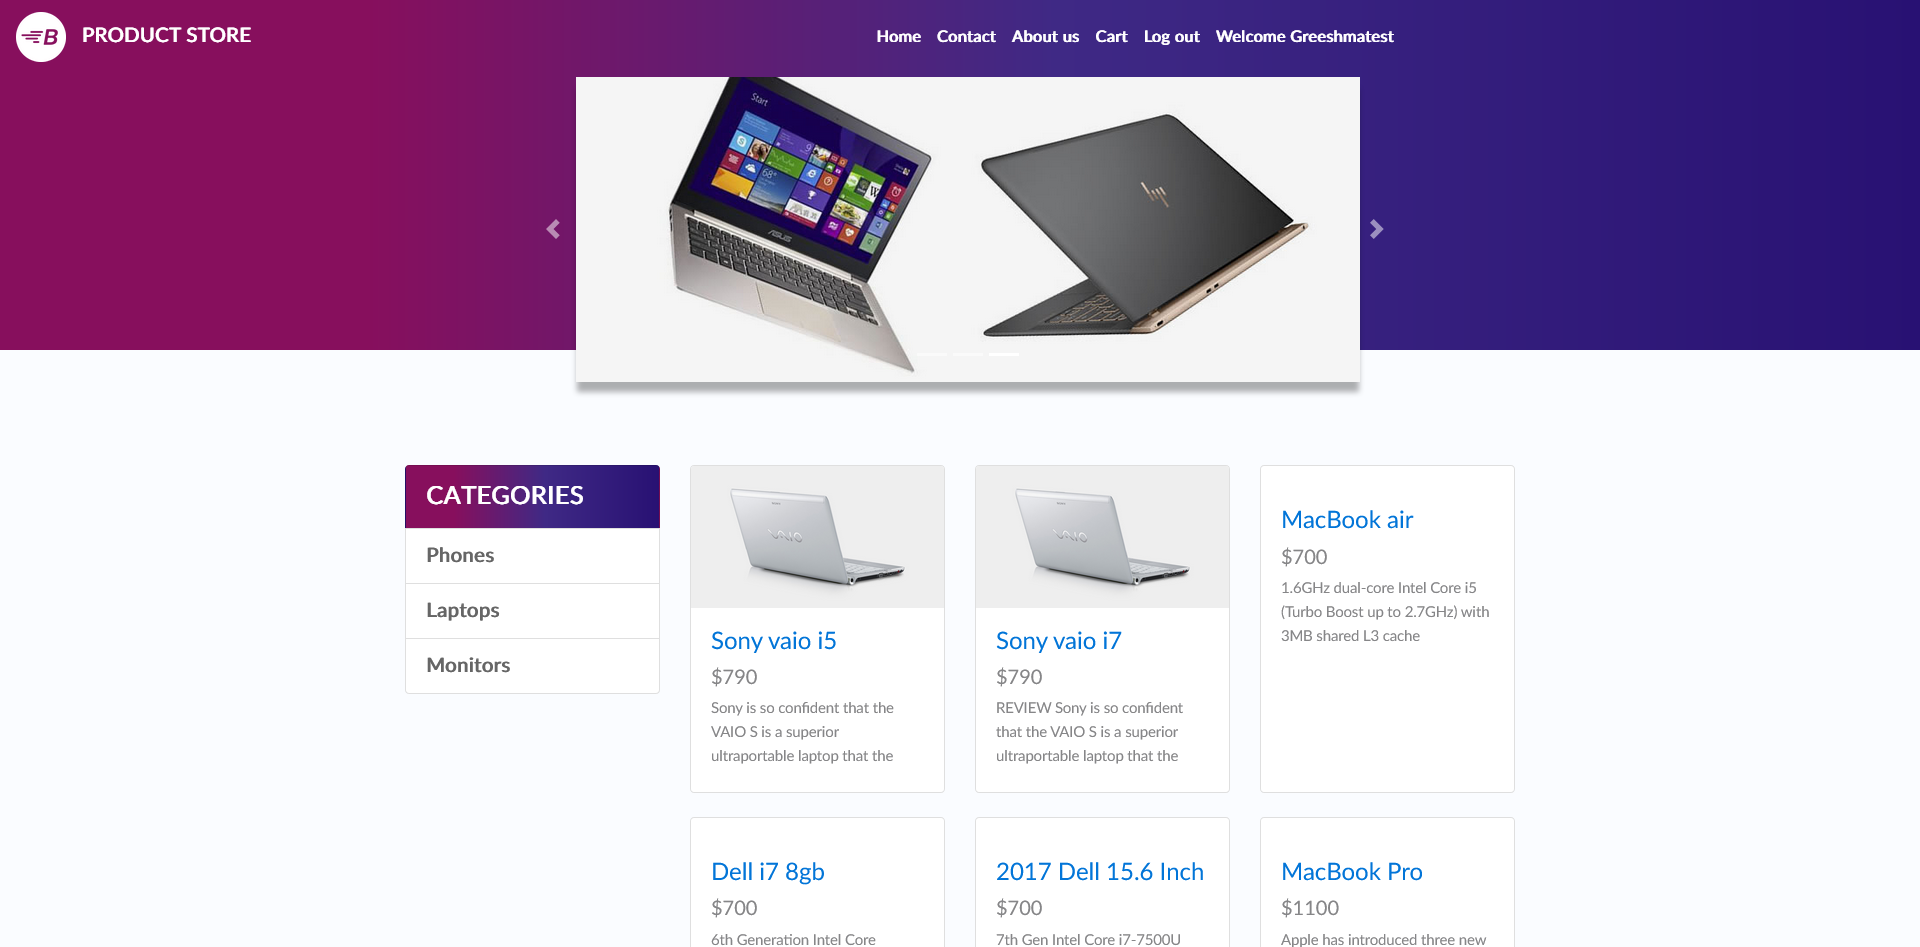 PRODUCT STORE
Home Contact About us Cart Log out Welcome Greeshmatest
Start
ASUS
hp
CATEGORIES
Phones
Laptops
Monitors
VAIO
Sony vaio i5
$790
Sony is so confident that the
VAIO S is a superior
ultraportable laptop that the
VAIO
Sony vaio i7
$790
REVIEW Sony is so confident
that the VAIO S is a superior
ultraportable laptop that the
MacBook air
$700
1.6GHz dual-core Intel Core i5
(Turbo Boost up to 2.7GHz) with
3MB shared L3 cache
Dell i7 8gb
$700
6th Generation Intel Core
2017 Dell 15.6 Inch
$700
7th Gen Intel Core i7-7500U
MacBook Pro
$1100
Apple has introduced three new